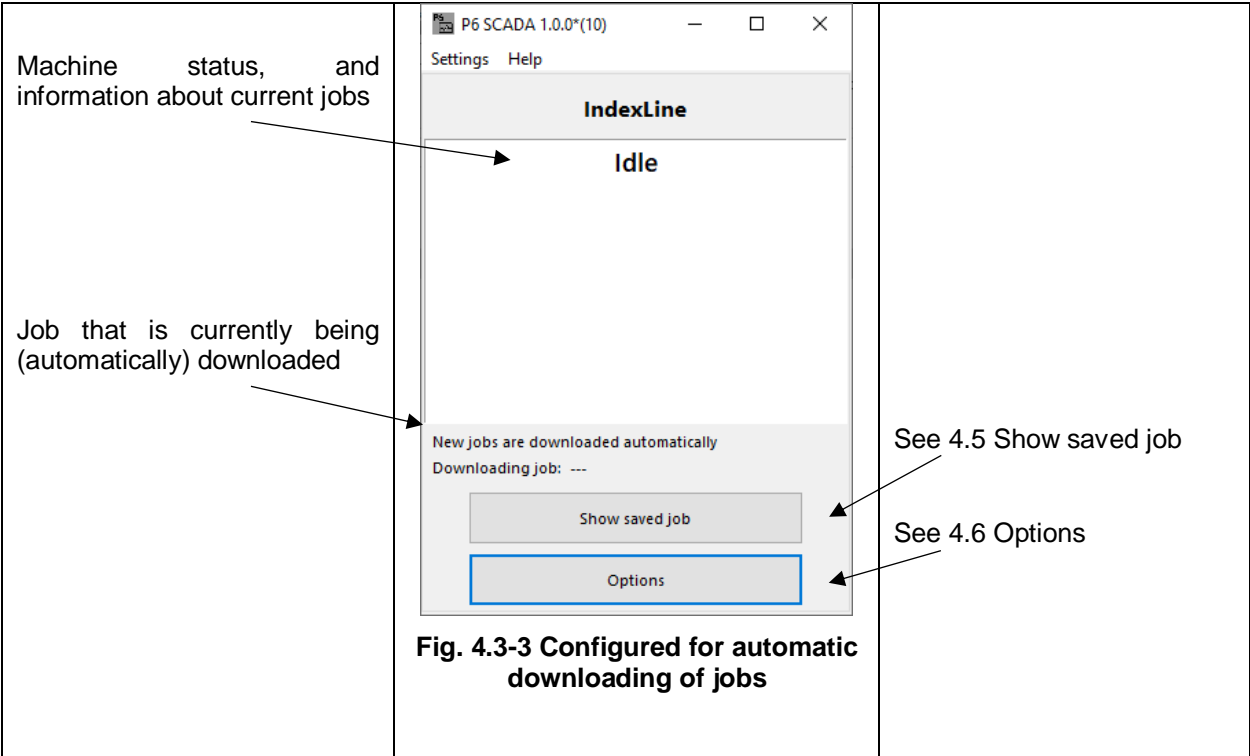 Machine status, and
information about current jobs
Job that is currently being
(automatically) downloaded
P6 SCADA 1.0.0*(10)
Settings Help
IndexLine
Idle
New jobs are downloaded automatically
Downloading job: ---
Show saved job
Options
Fig. 4.3-3 Configured for automatic
downloading of jobs
See 4.5 Show saved job
See 4.6 Options